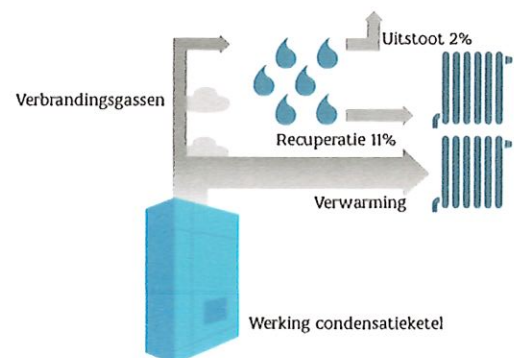 Uitstoot 2%
Verbrandingsgassen
Recuperatie 11%
Verwarming
Werking condensatieketel